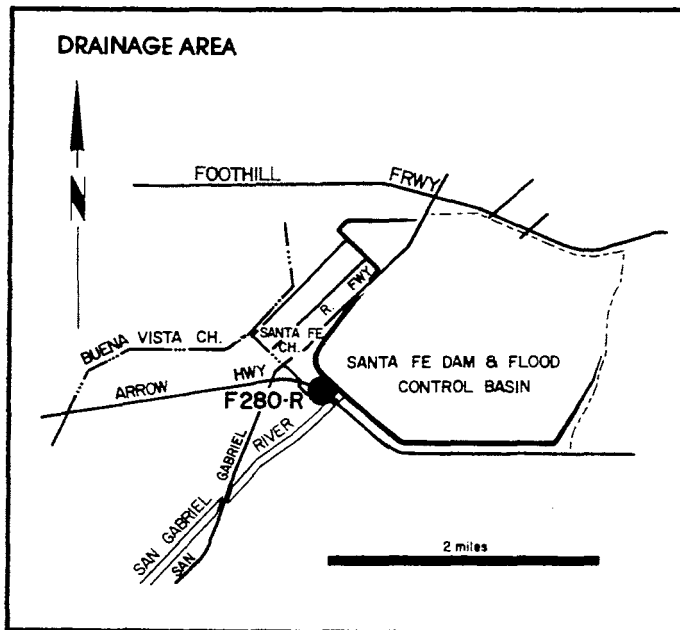 DRAINAGE AREA
N
FOOTHILL FRWY
R. FWY
SANTA FE
CH.
BUENA VISTA CH.
ARROW HWY
F280-R
SANTA FE DAM & FLOOD
CONTROL BASIN
SAN GABRIEL RIVER
SAN GABRIEL
2 miles